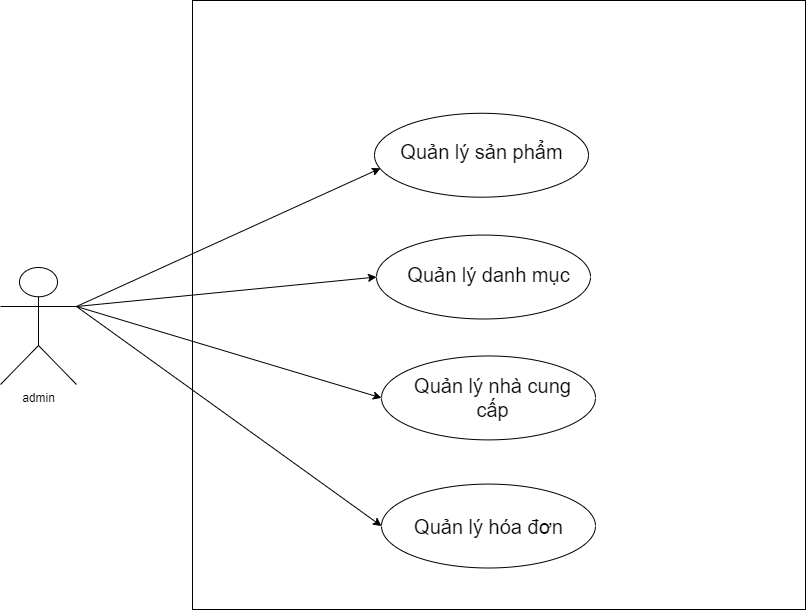 Quản lý sản phẩm
Quản lý danh mục
Quản lý nhà cung
cấp
admin
Quản lý hóa đơn